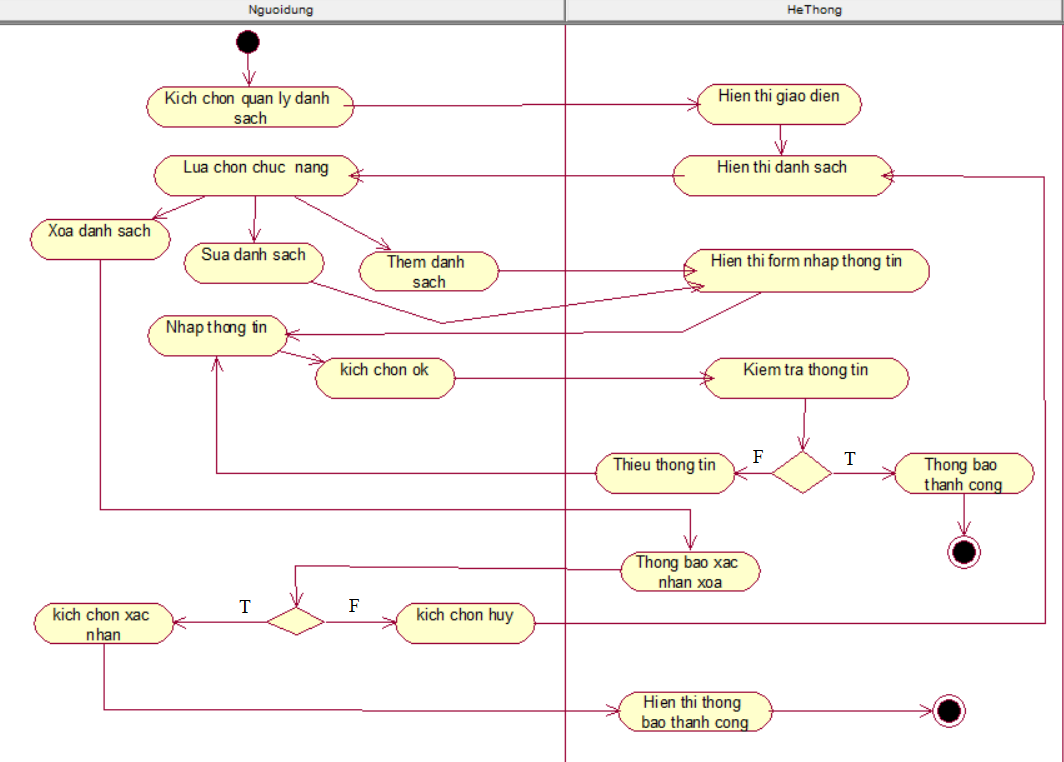 Nguoidung
HeThong
Kich chon quan ly danh
sach
Hien thi giao dien
Lua chon chuc nang
Hien thi danh sach
Xoa danh sach
Sua danh sach
Them danh
sach
Hien thi form nhap thong tin
Nhap thong tin
kich chon ok
Kiem tra thong tin
Thieu thong tin
F
T
Thong bao
thanh cong
Thong bao xac
nhan xoa
kich chon xac
nhan
T
F
kich chon huy
Hien thi thong
bao thanh cong